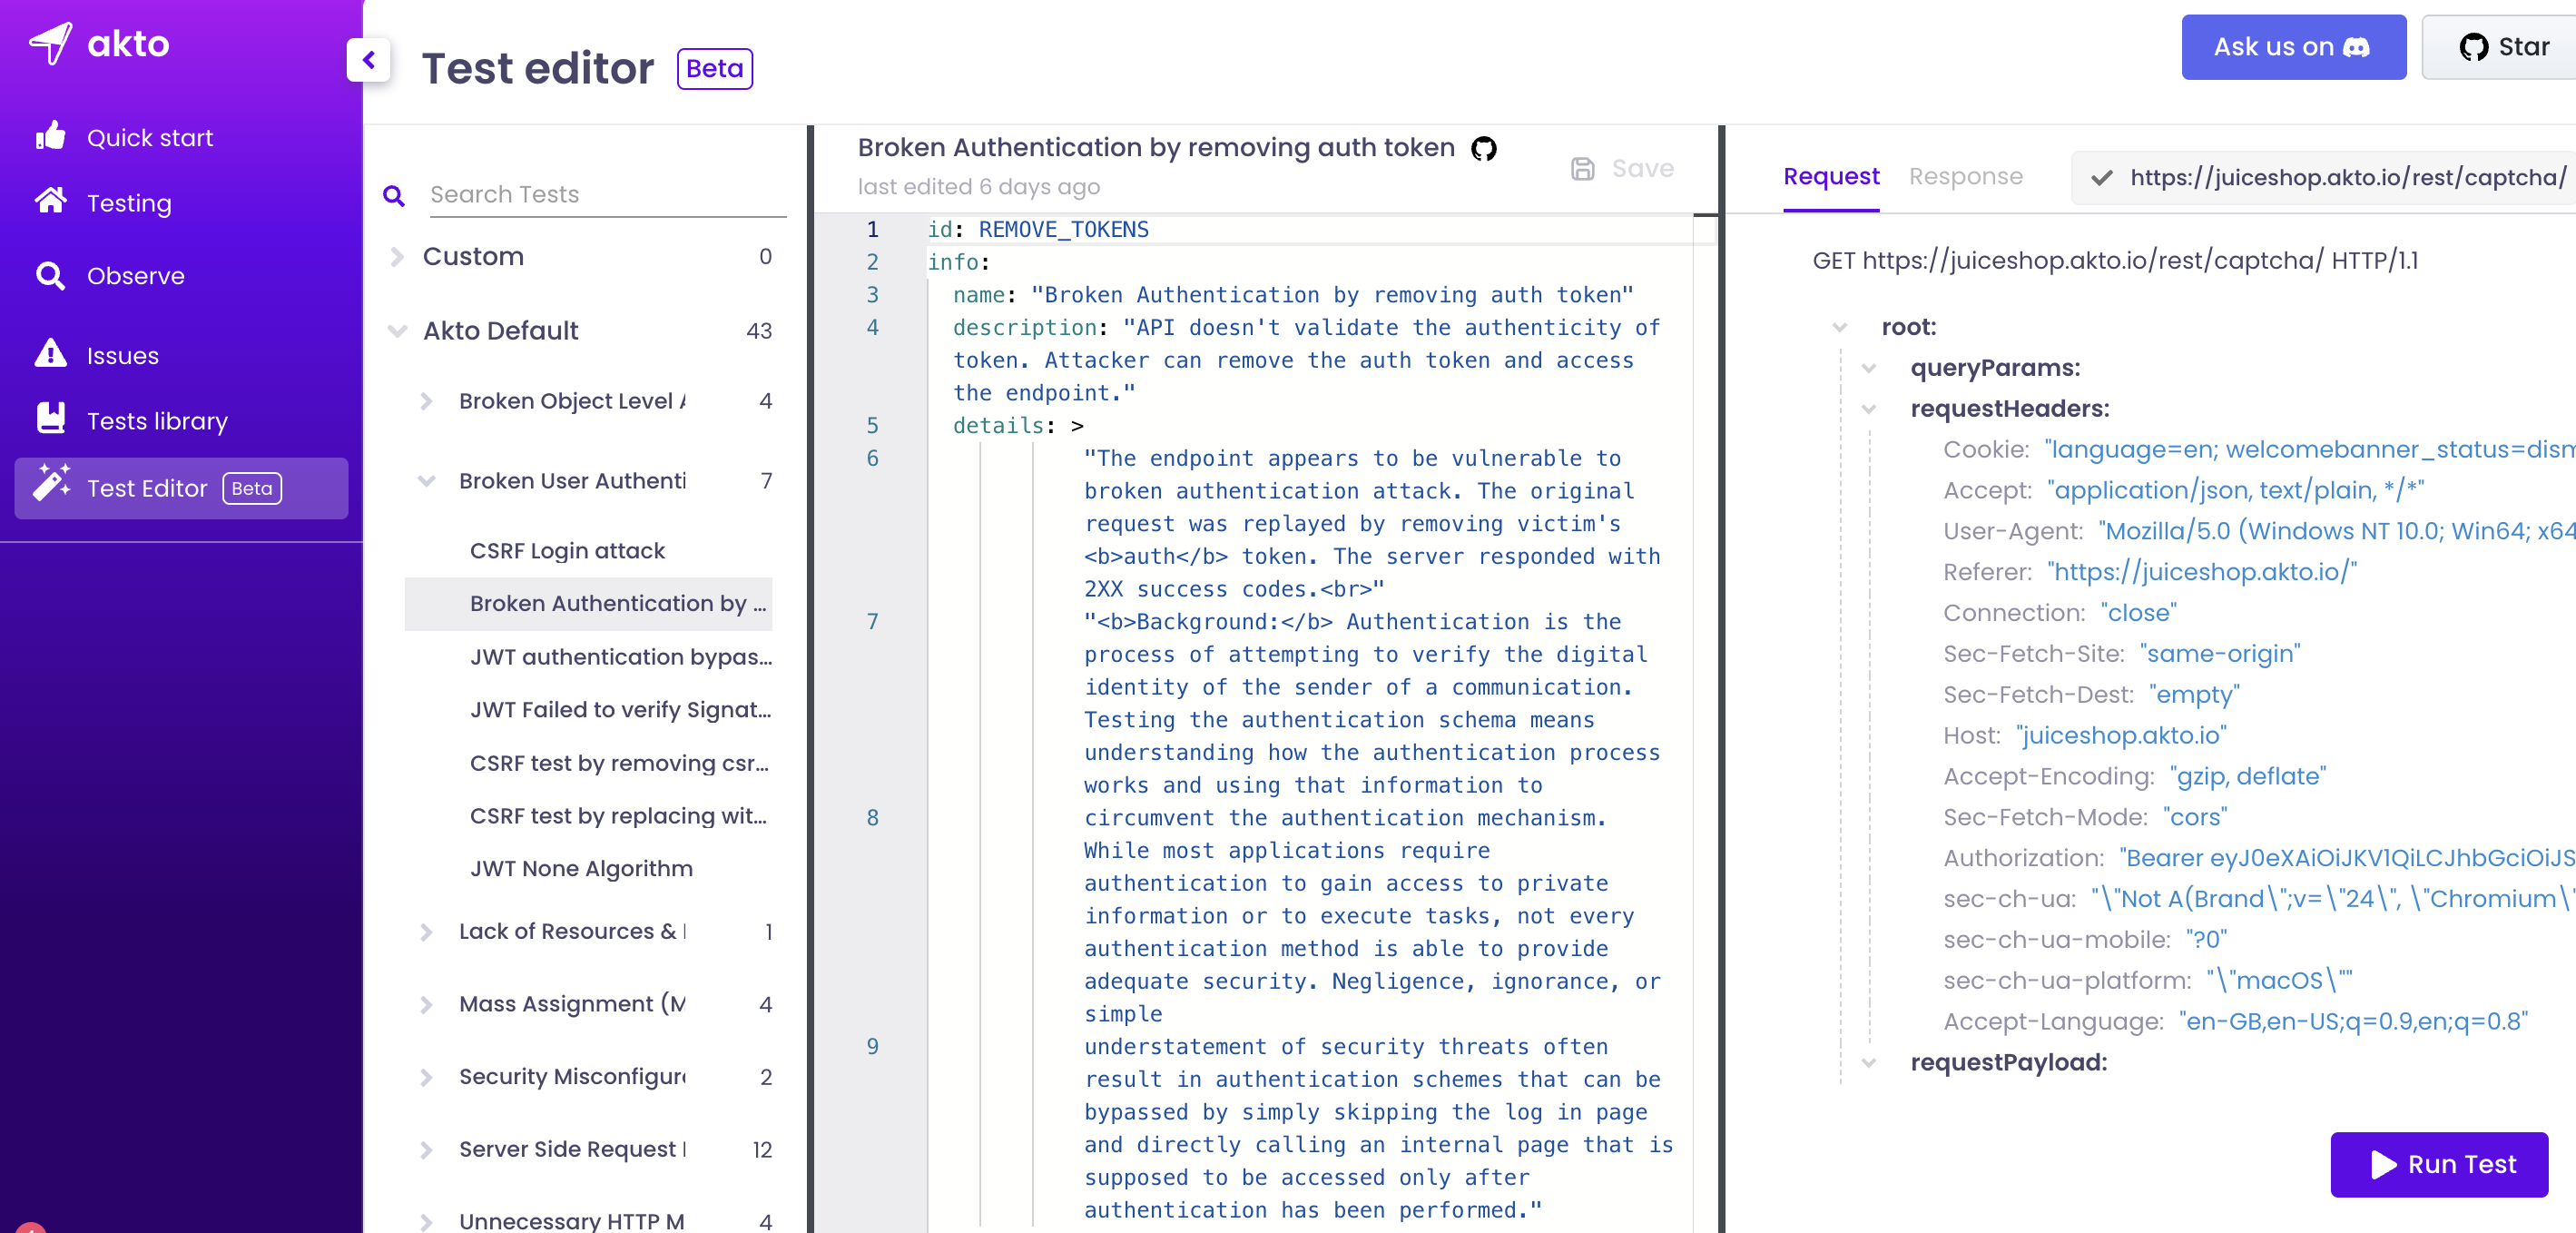 akto
Quick start
Testing
Observe
Issues
Tests library
Test Editor Beta
Test editor Beta
Ask us on
Star
Search Tests
Custom 0
Akto Default 43
Broken Object Level 4
Broken User Authenti 7
CSRF Login attack
Broken Authentication by ...
JWT authentication bypas...
JWT Failed to verify Signat...
CSRF test by removing csr...
CSRF test by replacing wit...
JWT None Algorithm
Lack of Resources & 1
Mass Assignment (M 4
Security Misconfigur 2
Server Side Request 12
Unnecessary HTTP M 4
Broken Authentication by removing auth token
last edited 6 days ago
Save
1 id: REMOVE_TOKENS
2 info:
3 name: "Broken Authentication by removing auth token"
4 description: "API doesn't validate the authenticity of
token. Attacker can remove the auth token and access
the endpoint."
5 details: >
6 "The endpoint appears to be vulnerable to
broken authentication attack. The original
request was replayed by removing victim's
<b>auth</b> token. The server responded with
2XX success codes.<br>"
7 "<b>Background:</b> Authentication is the
process of attempting to verify the digital
identity of the sender of a communication.
Testing the authentication schema means
understanding how the authentication process
works and using that information to
8 circumvent the authentication mechanism.
While most applications require
authentication to gain access to private
information or to execute tasks, not every
authentication method is able to provide
adequate security. Negligence, ignorance, or
simple
9 understatement of security threats often
result in authentication schemes that can be
bypassed by simply skipping the log in page
and directly calling an internal page that is
supposed to be accessed only after
authentication has been performed."
Request Response https://juiceshop.akto.io/rest/captcha/
GET https://juiceshop.akto.io/rest/captcha/ HTTP/1.1
root:
queryParams:
requestHeaders:
Cookie: "language=en; welcomebanner_status=dism
Accept: "application/json, text/plain, */*"
User-Agent: "Mozilla/5.0 (Windows NT 10.0; Win64; x64
Referer: "https://juiceshop.akto.io/"
Connection: "close"
Sec-Fetch-Site: "same-origin"
Sec-Fetch-Dest: "empty"
Host: "juiceshop.akto.io"
Accept-Encoding: "gzip, deflate"
Sec-Fetch-Mode: "cors"
Authorization: "Bearer eyJ0eXAiOiJKV1QiLCJhbGciOiJS
sec-ch-ua: "\"Not A(Brand\";v=\"24\", \"Chromium\"
sec-ch-ua-mobile: "?0"
sec-ch-ua-platform: "\"macOS\""
Accept-Language: "en-GB,en-US;q=0.9,en;q=0.8"
requestPayload:
Run Test